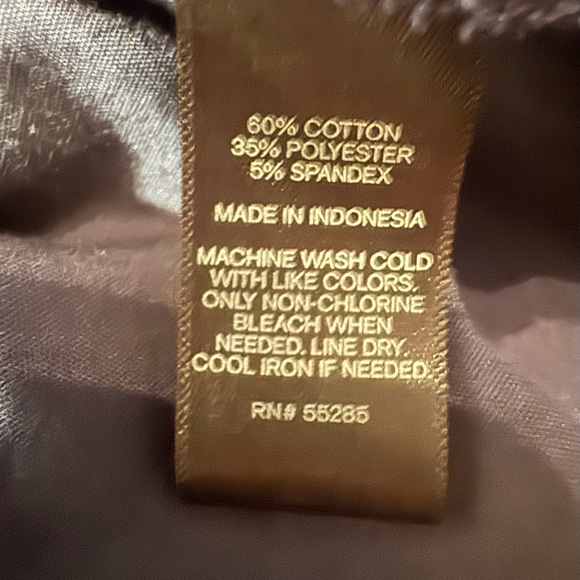 60% COTTON
35% POLYESTER
5% SPANDEX
MADE IN INDONESIA
MACHINE WASH COLD
WITH LIKE COLORS.
ONLY NON-CHLORINE
BLEACH WHEN
NEEDED. LINE DRY.
COOL IRON IF NEEDED.
RN# 55285